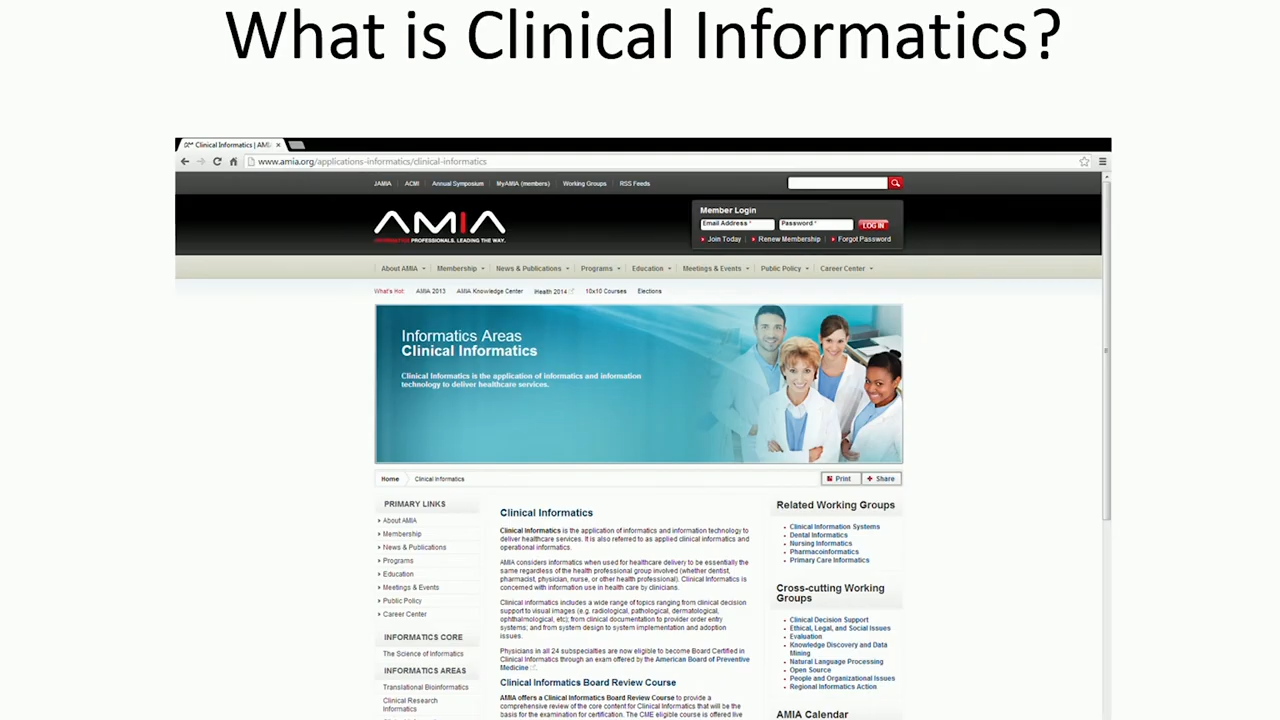 What is Clinical Informatics?
Clinical Informatics | AMI
www.amia.org/applications-informatics/clinical-informatics
JAMIA ACMI Annual Symposium MyAMIA (members) Working Groups RSS Feeds
Member Login
Email Address * Password * LOG IN
Join Today Renew Membership Forgot Password
AMIA
INFORMATICS PROFESSIONALS. LEADING THE WAY.
About AMIA Membership News & Publications Programs Education Meetings & Events Public Policy Career Center
What's Hot: AMIA 2013 AMIA Knowledge Center iHealth 2014 10x10 Courses Elections
Informatics Areas
Clinical Informatics
Clinical Informatics is the application of informatics and information
technology to deliver healthcare services.
Home Clinical Informatics
Print Share
PRIMARY LINKS
About AMIA
Membership
News & Publications
Programs
Education
Meetings & Events
Public Policy
Career Center
INFORMATICS CORE
The Science of Informatics
INFORMATICS AREAS
Translational Bioinformatics
Clinical Research
Informatics
Clinical Informatics
Clinical Informatics is the application of informatics and information technology to
deliver healthcare services. It is also referred to as applied clinical informatics and
operational informatics.
AMIA considers informatics when used for healthcare delivery to be essentially the
same regardless of the health professional group involved (whether dentist,
pharmacist, physician, nurse, or other health professional). Clinical Informatics is
concerned with information use in health care by clinicians.
Clinical informatics includes a wide range of topics ranging from clinical decision
support to visual images (e.g. radiological, pathological, dermatological,
ophthalmological, etc); from clinical documentation to provider order entry
systems; and from system design to system implementation and adoption
issues.
Physicians in all 24 subspecialties are now eligible to become Board Certified in
Clinical Informatics through an exam offered by the American Board of Preventive
Medicine .
Clinical Informatics Board Review Course
AMIA offers a Clinical Informatics Board Review Course to provide a
comprehensive review of the core content for Clinical Informatics that will be the
basis for the examination for certification. The CME eligible course is offered live
Related Working Groups
Clinical Information Systems
Dental Informatics
Nursing Informatics
Pharmacoinformatics
Primary Care Informatics
Cross-cutting Working
Groups
Clinical Decision Support
Ethical, Legal, and Social Issues
Evaluation
Knowledge Discovery and Data
Mining
Natural Language Processing
Open Source
People and Organizational Issues
Regional Informatics Action
AMIA Calendar